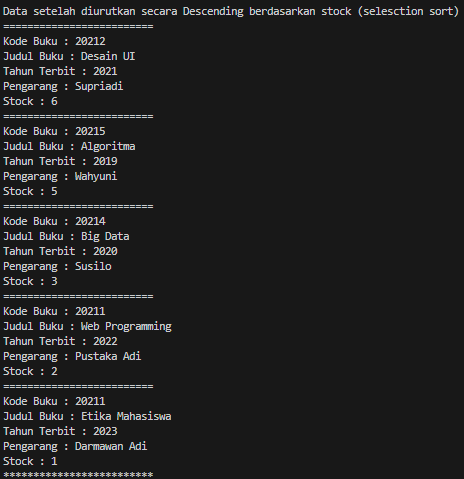 Data setelah diurutkan secara Descending berdasarkan stock (selesction sort)
=========================
Kode Buku : 20212
Judul Buku : Desain UI
Tahun Terbit : 2021
Pengarang : Supriadi
Stock : 6
=========================
Kode Buku : 20215
Judul Buku : Algoritma
Tahun Terbit : 2019
Pengarang : Wahyuni
Stock : 5
=========================
Kode Buku : 20214
Judul Buku : Big Data
Tahun Terbit : 2020
Pengarang : Susilo
Stock : 3
=========================
Kode Buku : 20211
Judul Buku : Web Programming
Tahun Terbit : 2022
Pengarang : Pustaka Adi
Stock : 2
=========================
Kode Buku : 20211
Judul Buku : Etika Mahasiswa
Tahun Terbit : 2023
Pengarang : Darmawan Adi
Stock : 1
*************************